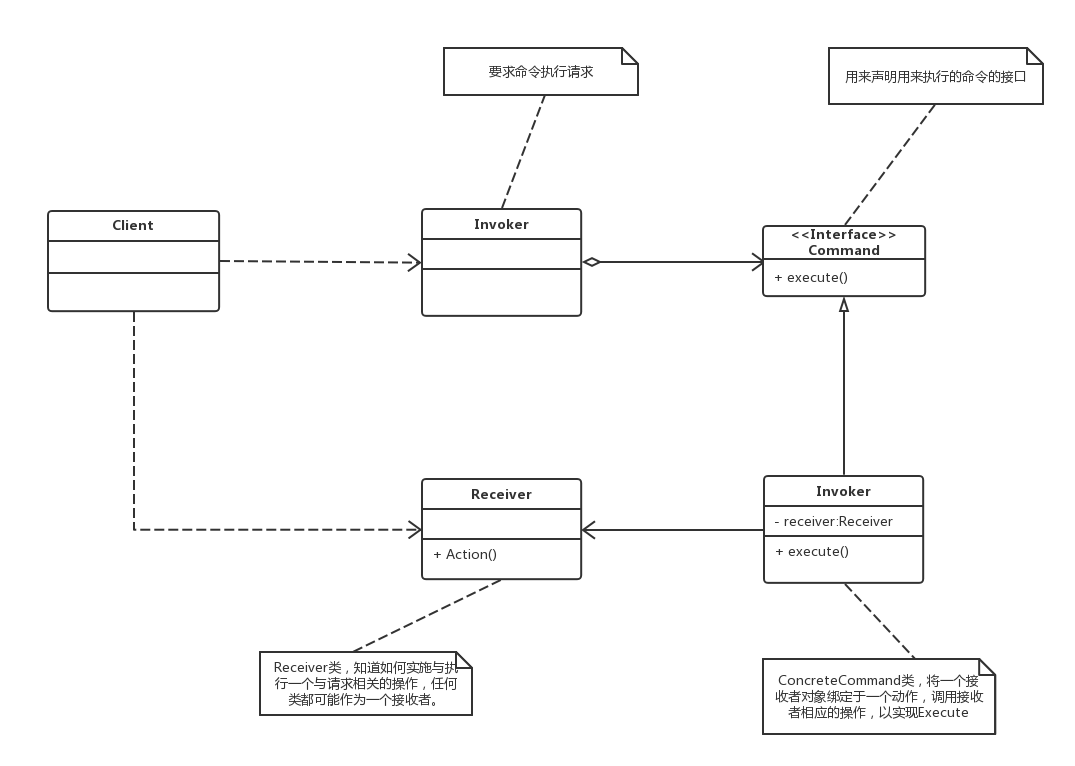 要求命令执行请求
用来声明用来执行的命令的接口
Client
Invoker
<<Interface>>
Command
+ execute()
Receiver
+ Action()
Invoker
- receiver:Receiver
+ execute()
Receiver类，知道如何实施与执
行一个与请求相关的操作，任何
类都可能作为一个接收者。
ConcreteCommand类，将一个接
收者对象绑定于一个动作，调用接收
者相应的操作，以实现Execute